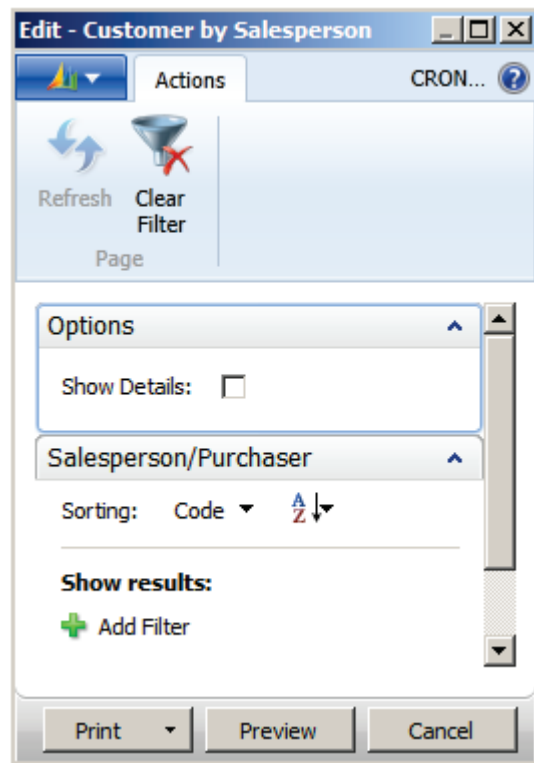 Edit - Customer by Salesperson
Actions
CRON...
Refresh
Clear
Filter
Page
Options
Show Details:
Salesperson/Purchaser
Sorting: Code
Show results:
Add Filter
Print
Preview
Cancel